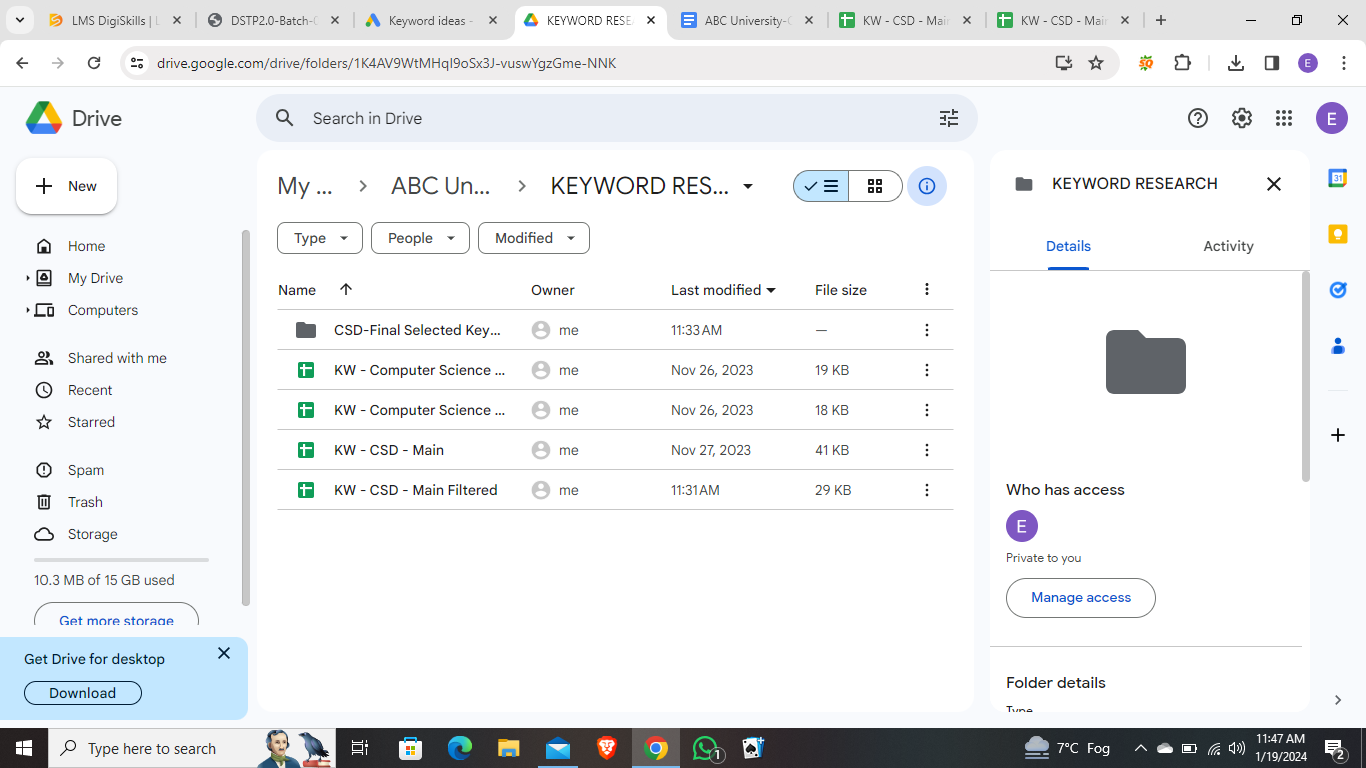 LMS DigiSkills | L
DSTP2.0-Batch-0
Keyword ideas -
KEYWORD RESEA
ABC University-C
KW - CSD - Main
KW - CSD - Main
drive.google.com/drive/folders/1K4AV9WtMHqI9oSx3J-vuswYgzGme-NNK
SQ
E
Drive
Search in Drive
E
New
Home
My Drive
Computers
Shared with me
Recent
Starred
Spam
Trash
Storage
10.3 MB of 15 GB used
Get more storage
Get Drive for desktop
Download
My ... > ABC Un... > KEYWORD RES...
Type
People
Modified
Name Owner Last modified File size
CSD-Final Selected Key... me 11:33 AM —
KW - Computer Science ... me Nov 26, 2023 19 KB
KW - Computer Science ... me Nov 26, 2023 18 KB
KW - CSD - Main me Nov 27, 2023 41 KB
KW - CSD - Main Filtered me 11:31 AM 29 KB
KEYWORD RESEARCH
Details Activity
Who has access
E
Private to you
Manage access
Folder details
Type
31
Type here to search
1
7°C Fog
11:47 AM
1/19/2024
2